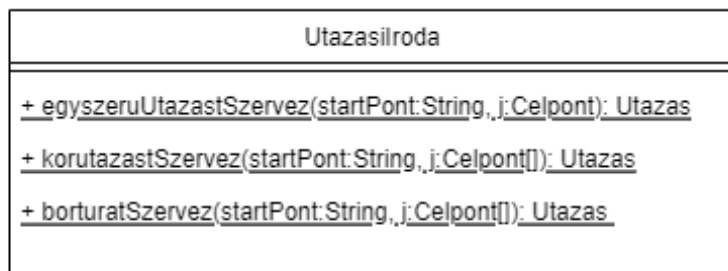 UtazasiIroda
+ egyszeruUtazastSzervez(startPont:String, j:Celpont): Utazas
+ korutazastSzervez(startPont:String, j:Celpont[]): Utazas
+ borturatSzervez(startPont:String, j:Celpont[]): Utazas